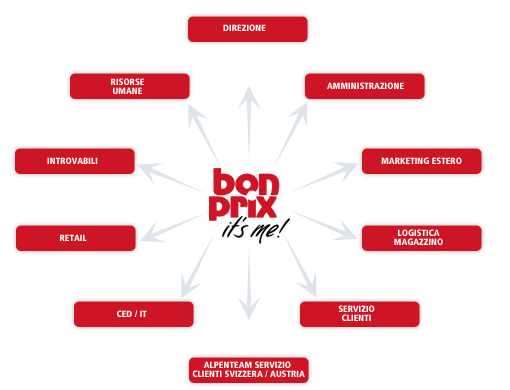 DIREZIONE
RISORSE
UMANE
AMMINISTRAZIONE
INTROVABILI
MARKETING ESTERO
bon
prix
it's me!
RETAIL
LOGISTICA
MAGAZZINO
CED / IT
SERVIZIO
CLIENTI
ALPENTEAM SERVIZIO
CLIENTI SVIZZERA / AUSTRIA